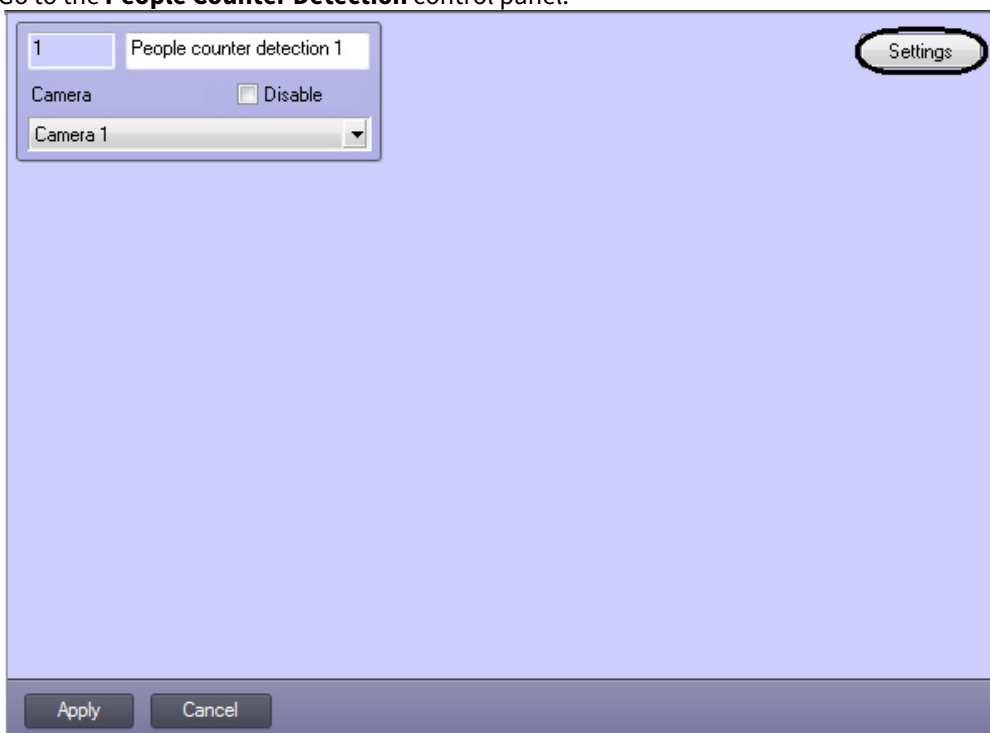 Go to the People Counter Detection control panel.
1 People counter detection 1 Settings
Camera Disable
Camera 1
Apply Cancel